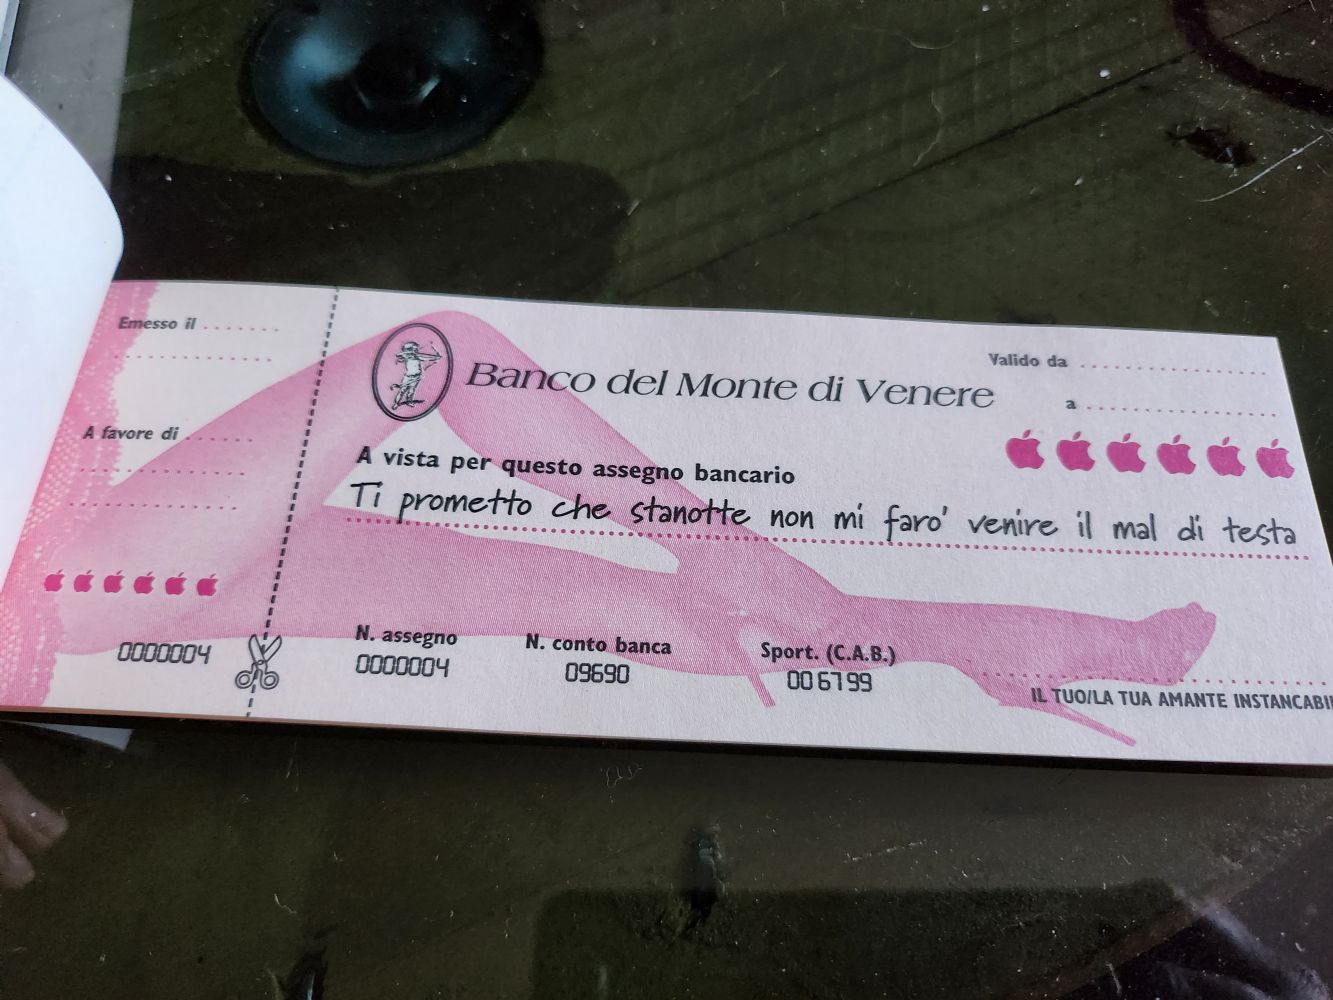 Emesso il
A favore di
0000004
Banco del Monte di Venere
Valido da
a
A vista per questo assegno bancario
Ti prometto che stanotte non mi faro' venire il mal di testa
N. assegno
0000004
N. conto banca
09690
Sport. (C.A.B.)
006799
IL TUO/LA TUA AMANTE INSTANCABI